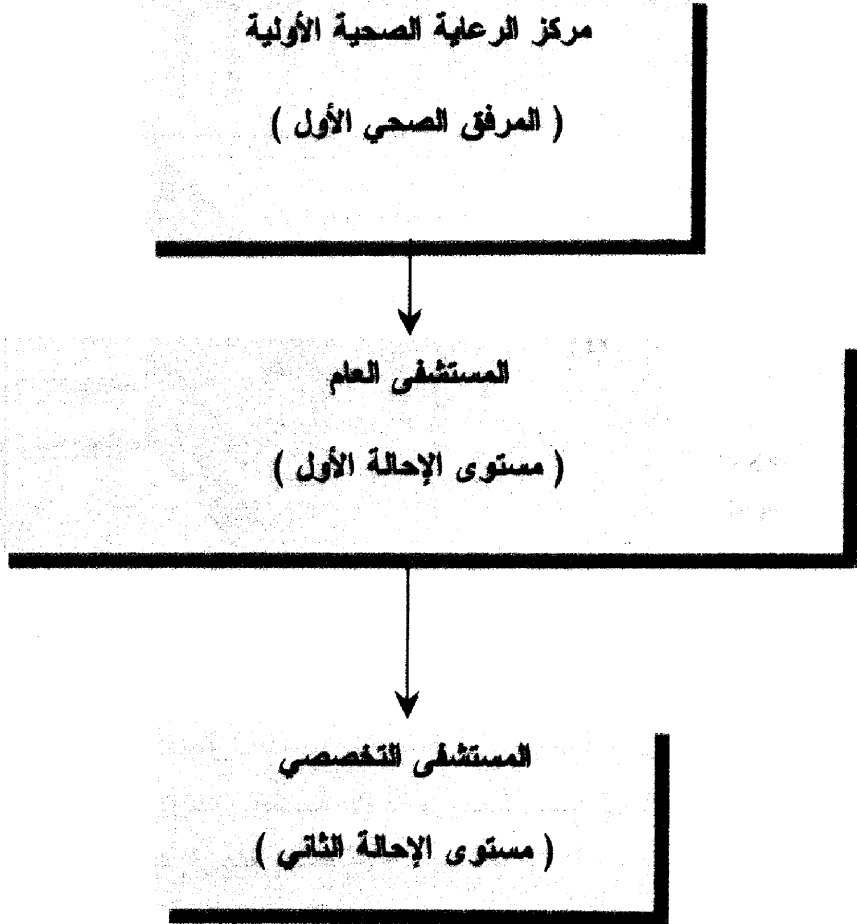 مركز الرعاية الصحية الأولية
( المرفق الصحي الأول )
المستشفى العام
( مستوى الإحالة الأول )
المستشفى التخصصي
( مستوى الإحالة الثاني )